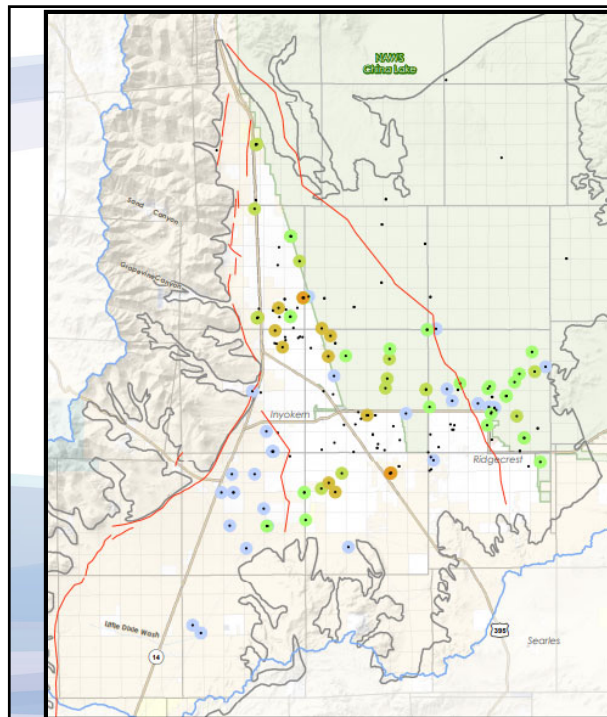 NAWS
China Lake
Sand Canyon
Grapevine Canyon
Inyokern
Ridgecrest
Little Dixie Wash
395
14
Searles